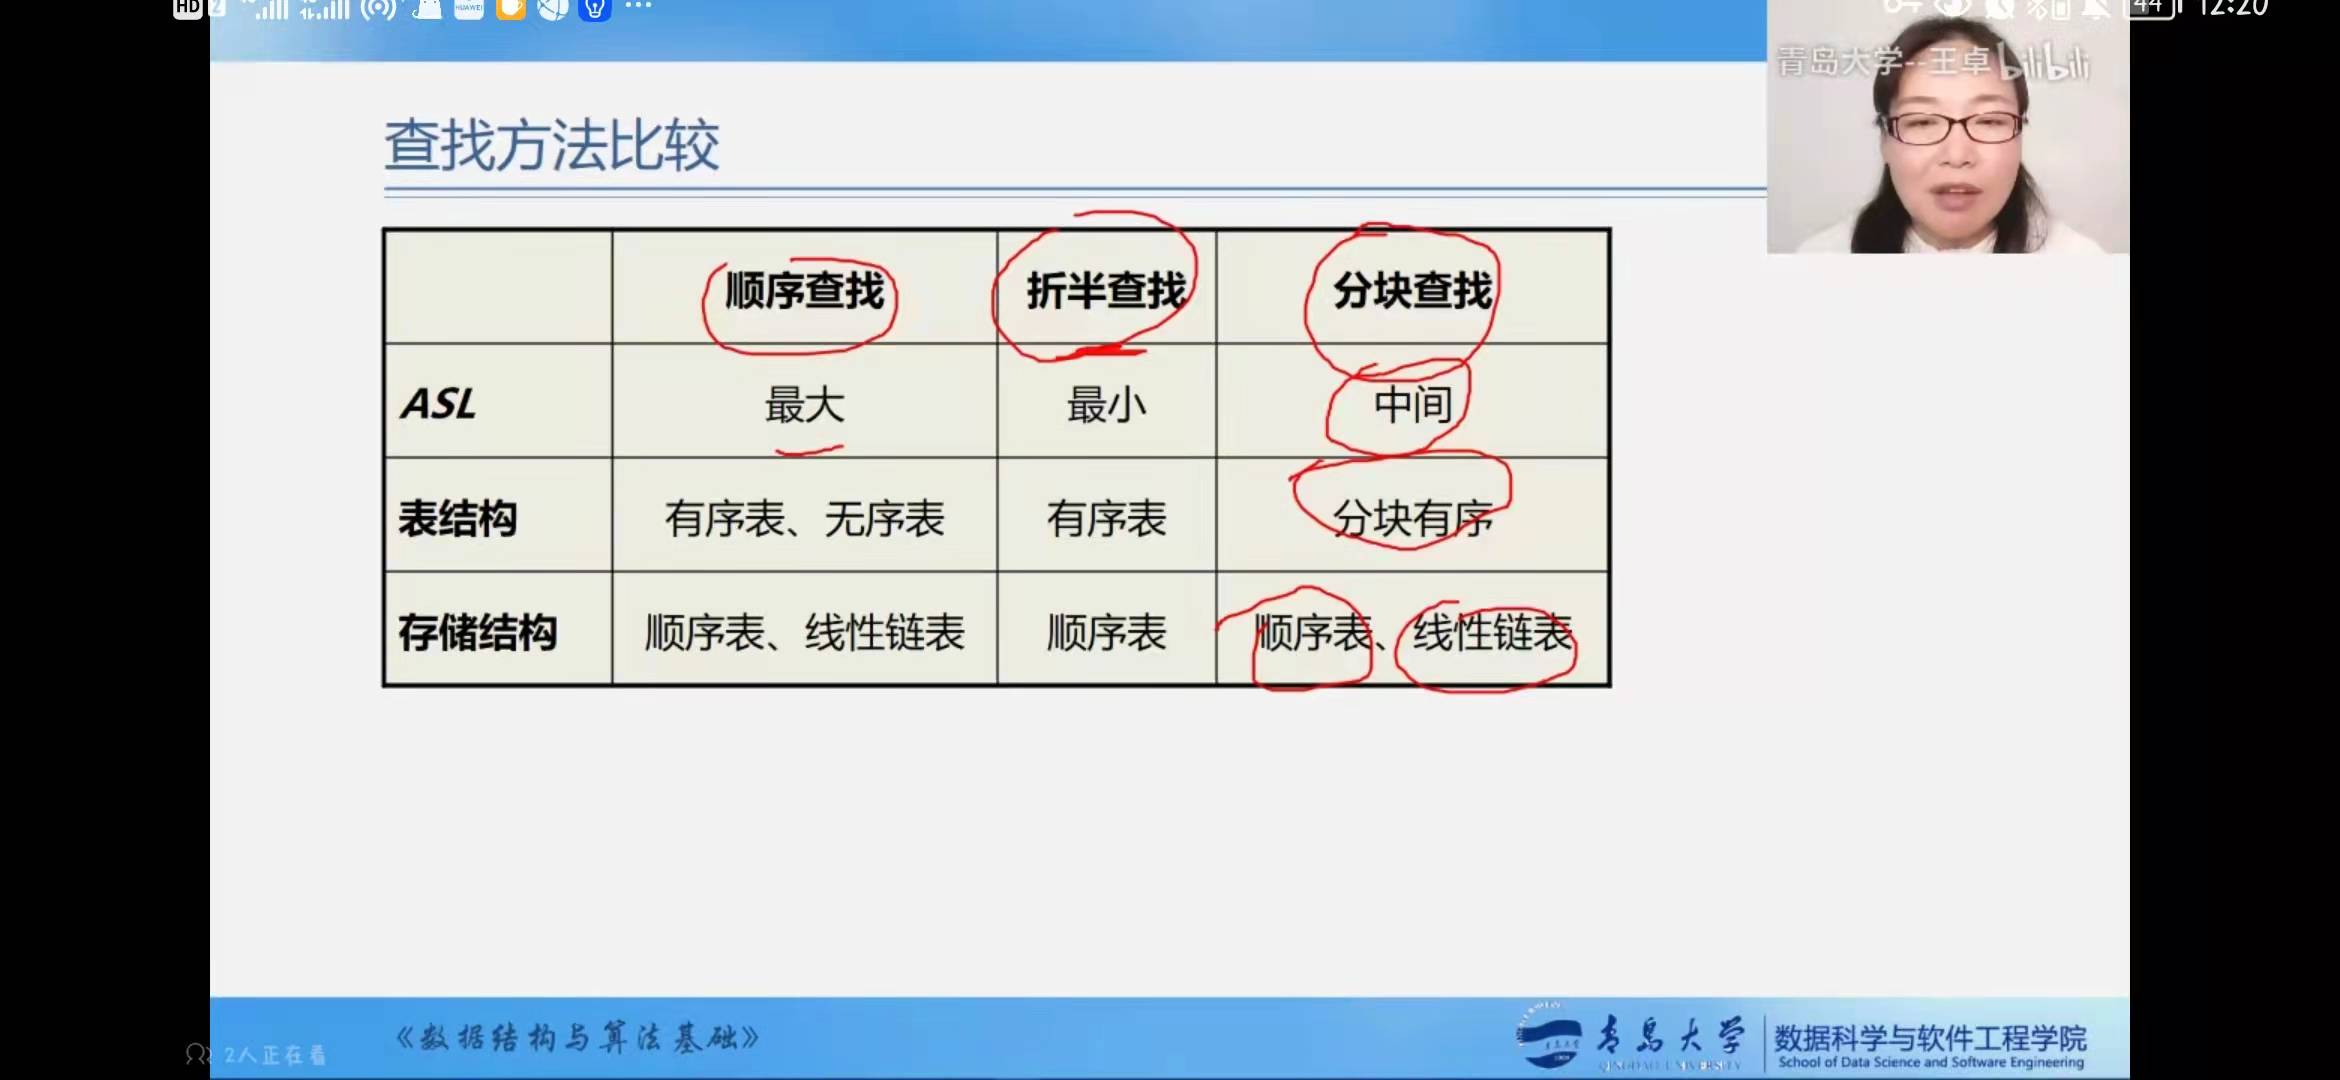 HD 2 HUAWEI ··· 44 12:20
青岛大学--王卓 bilibili
查找方法比较
顺序查找 折半查找 分块查找
ASL 最大 最小 中间
表结构 有序表、无序表 有序表 分块有序
存储结构 顺序表、线性链表 顺序表 顺序表、线性链表
《数据结构与算法基础》
2人正在看
青岛大学
QINGDAO UNIVERSITY
数据科学与软件工程学院
School of Data Science and Software Engineering